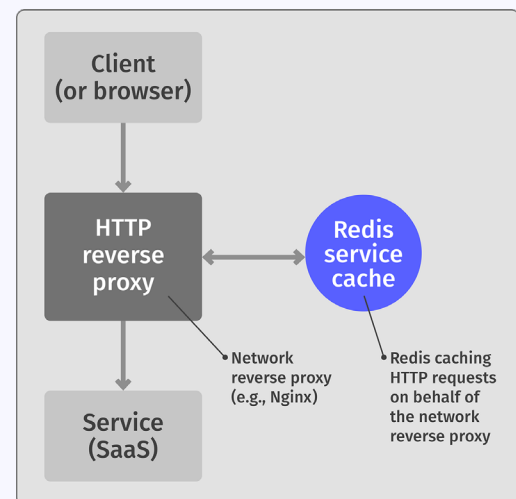 Client
(or browser)
HTTP
reverse
proxy
Redis
service
cache
Network
reverse proxy
(e.g., Nginx)
Redis caching
HTTP requests
on behalf of
the network
reverse proxy
Service
(SaaS)